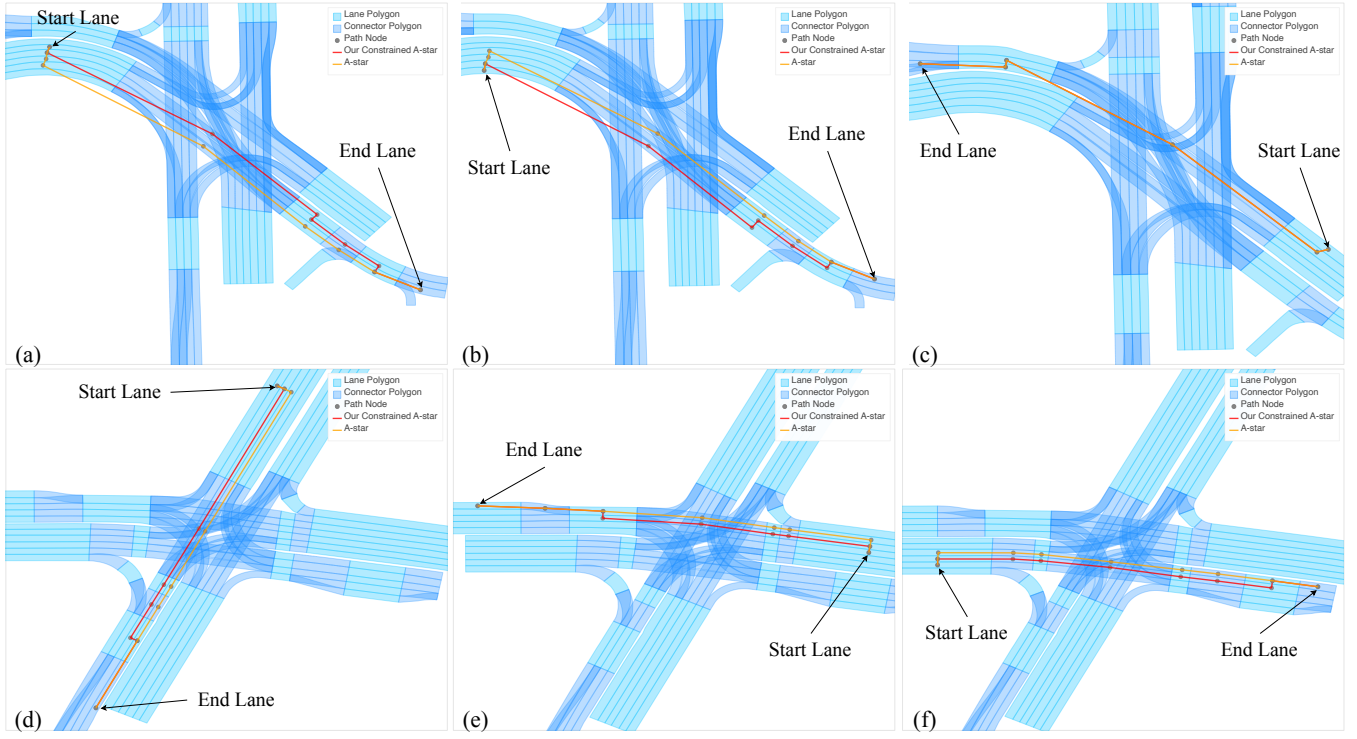 Start Lane
Lane Polygon
Connector Polygon
Path Node
Our Constrained A-star
A-star
End Lane
(a)
Lane Polygon
Connector Polygon
Path Node
Our Constrained A-star
A-star
End Lane
Start Lane
(b)
Lane Polygon
Connector Polygon
Path Node
Our Constrained A-star
A-star
End Lane
Start Lane
(c)
Start Lane
Lane Polygon
Connector Polygon
Path Node
Our Constrained A-star
A-star
End Lane
(d)
Lane Polygon
Connector Polygon
Path Node
Our Constrained A-star
A-star
End Lane
Start Lane
(e)
Lane Polygon
Connector Polygon
Path Node
Our Constrained A-star
A-star
Start Lane
End Lane
(f)